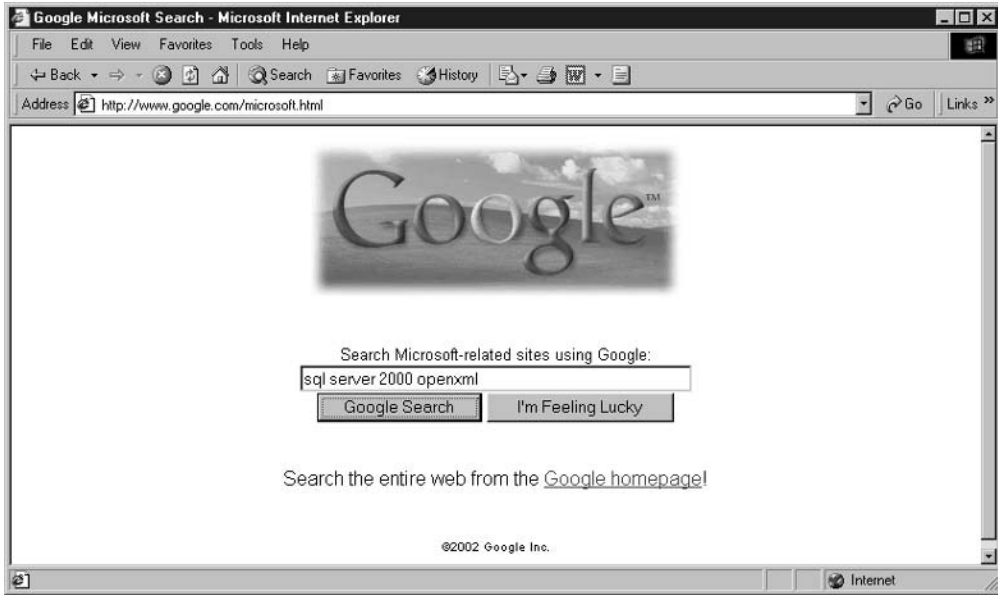 Google Microsoft Search - Microsoft Internet Explorer
File Edit View Favorites Tools Help
Back Search Favorites History
Address http://www.google.com/microsoft.html Go Links »
Google™
Search Microsoft-related sites using Google:
sql server 2000 openxml
Google Search I'm Feeling Lucky
Search the entire web from the Google homepage!
©2002 Google Inc.
Internet